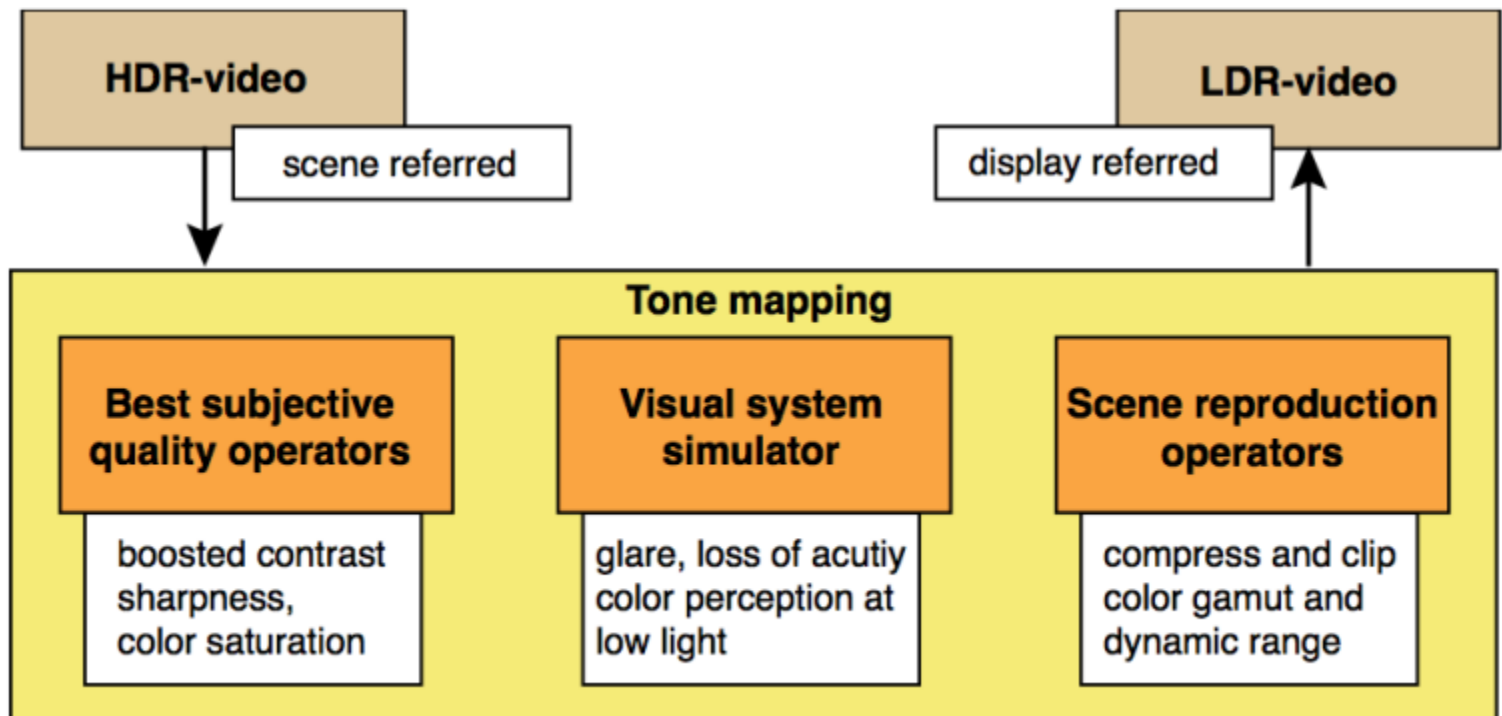 HDR-video
scene referred
LDR-video
display referred
Tone mapping
Best subjective
quality operators
boosted contrast
sharpness,
color saturation
Visual system
simulator
glare, loss of acutiy
color perception at
low light
Scene reproduction
operators
compress and clip
color gamut and
dynamic range